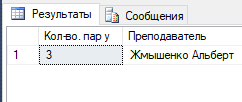 Результаты Сообщения
Кол-во. пар у Преподаватель
1 3 Жмышенко Альберт